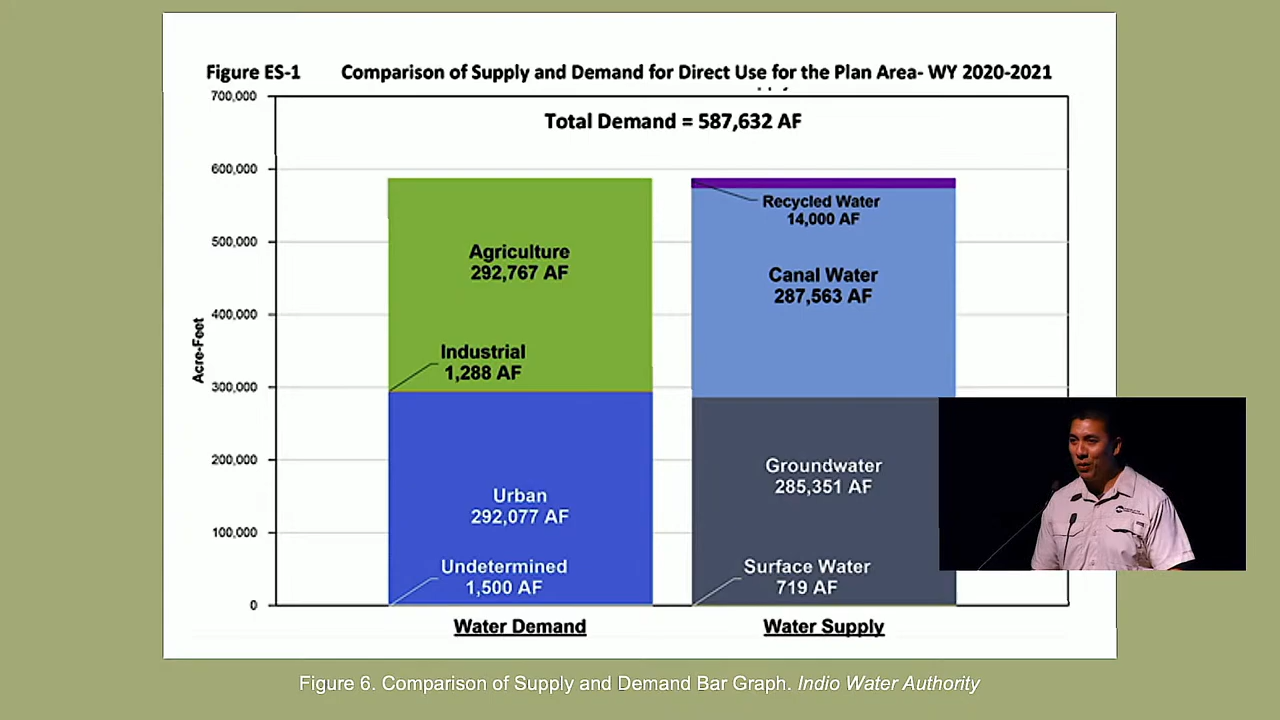 Figure ES-1 Comparison of Supply and Demand for Direct Use for the Plan Area- WY 2020-2021
700,000
Total Demand = 587,632 AF
600,000
500,000
400,000
300,000
200,000
100,000
0
Acre-Feet
Agriculture
292,767 AF
Industrial
1,288 AF
Urban
292,077 AF
Undetermined
1,500 AF
Water Demand
Recycled Water
14,000 AF
Canal Water
287,563 AF
Groundwater
285,351 AF
Surface Water
719 AF
Water Supply
Figure 6. Comparison of Supply and Demand Bar Graph. Indio Water Authority